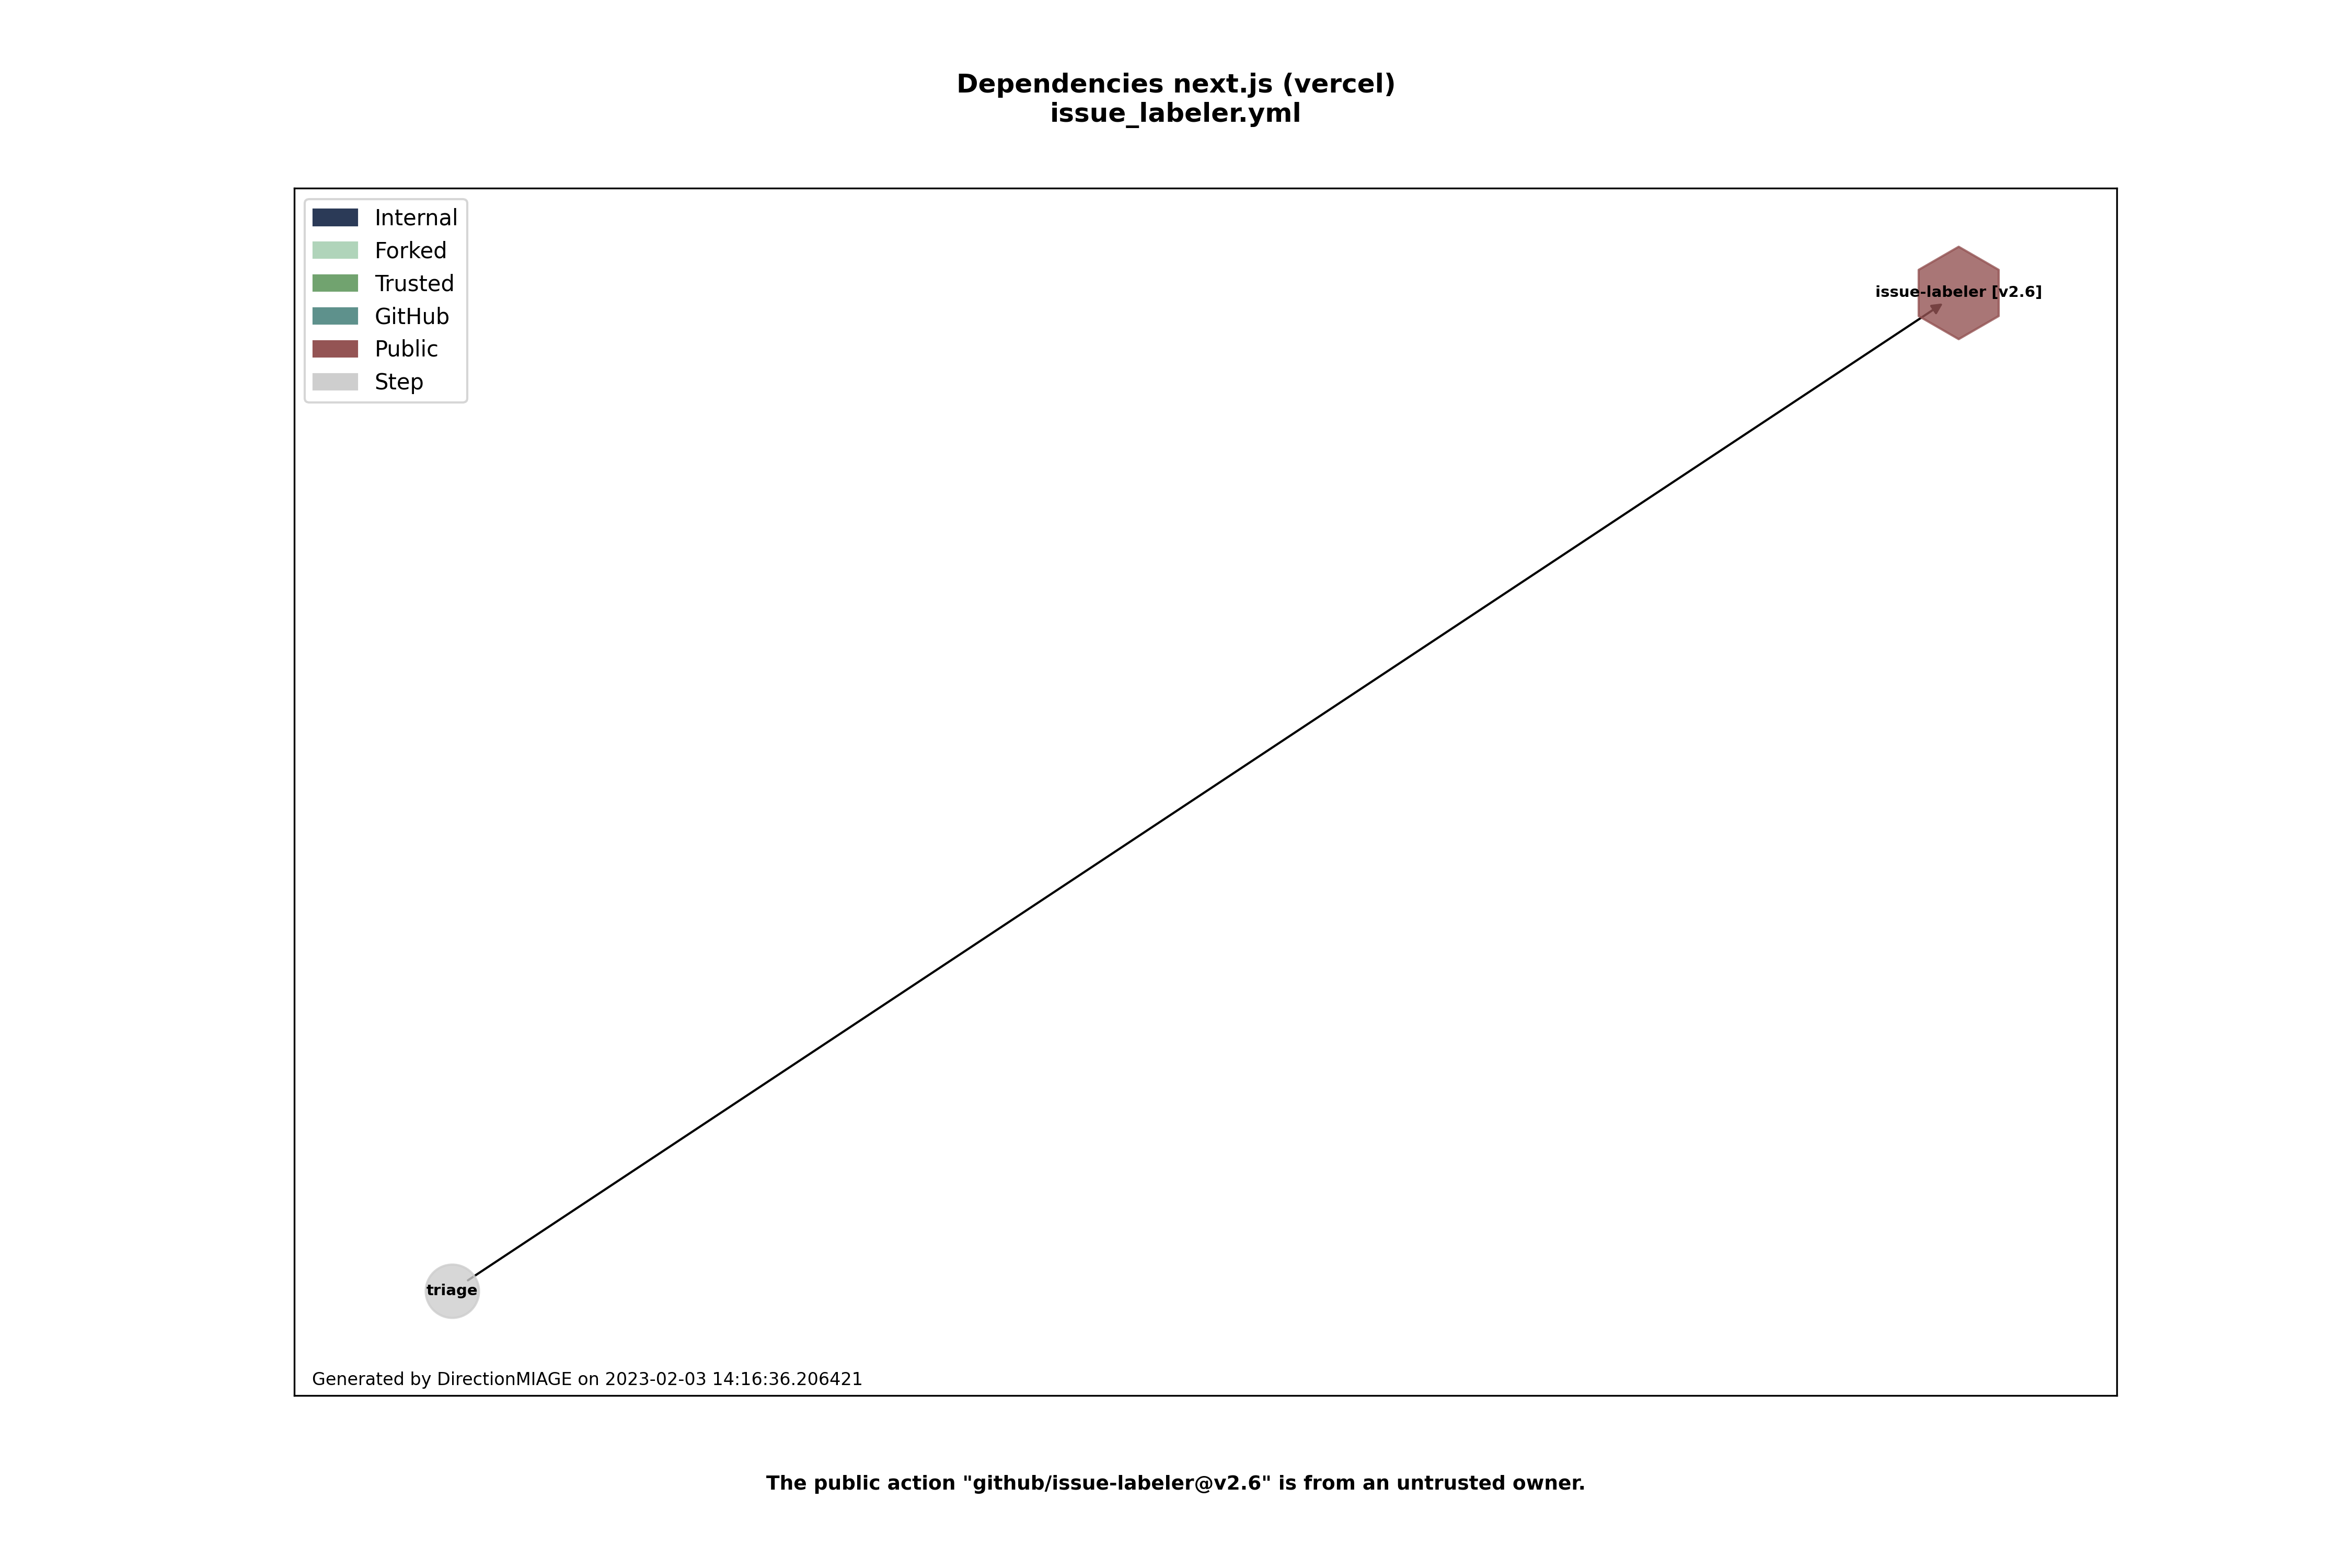 Dependencies next.js (vercel)
issue_labeler.yml
Internal
Forked
Trusted
GitHub
Public
Step
issue-labeler [v2.6]
triage
Generated by DirectionMIAGE on 2023-02-03 14:16:36.206421
The public action "github/issue-labeler@v2.6" is from an untrusted owner.